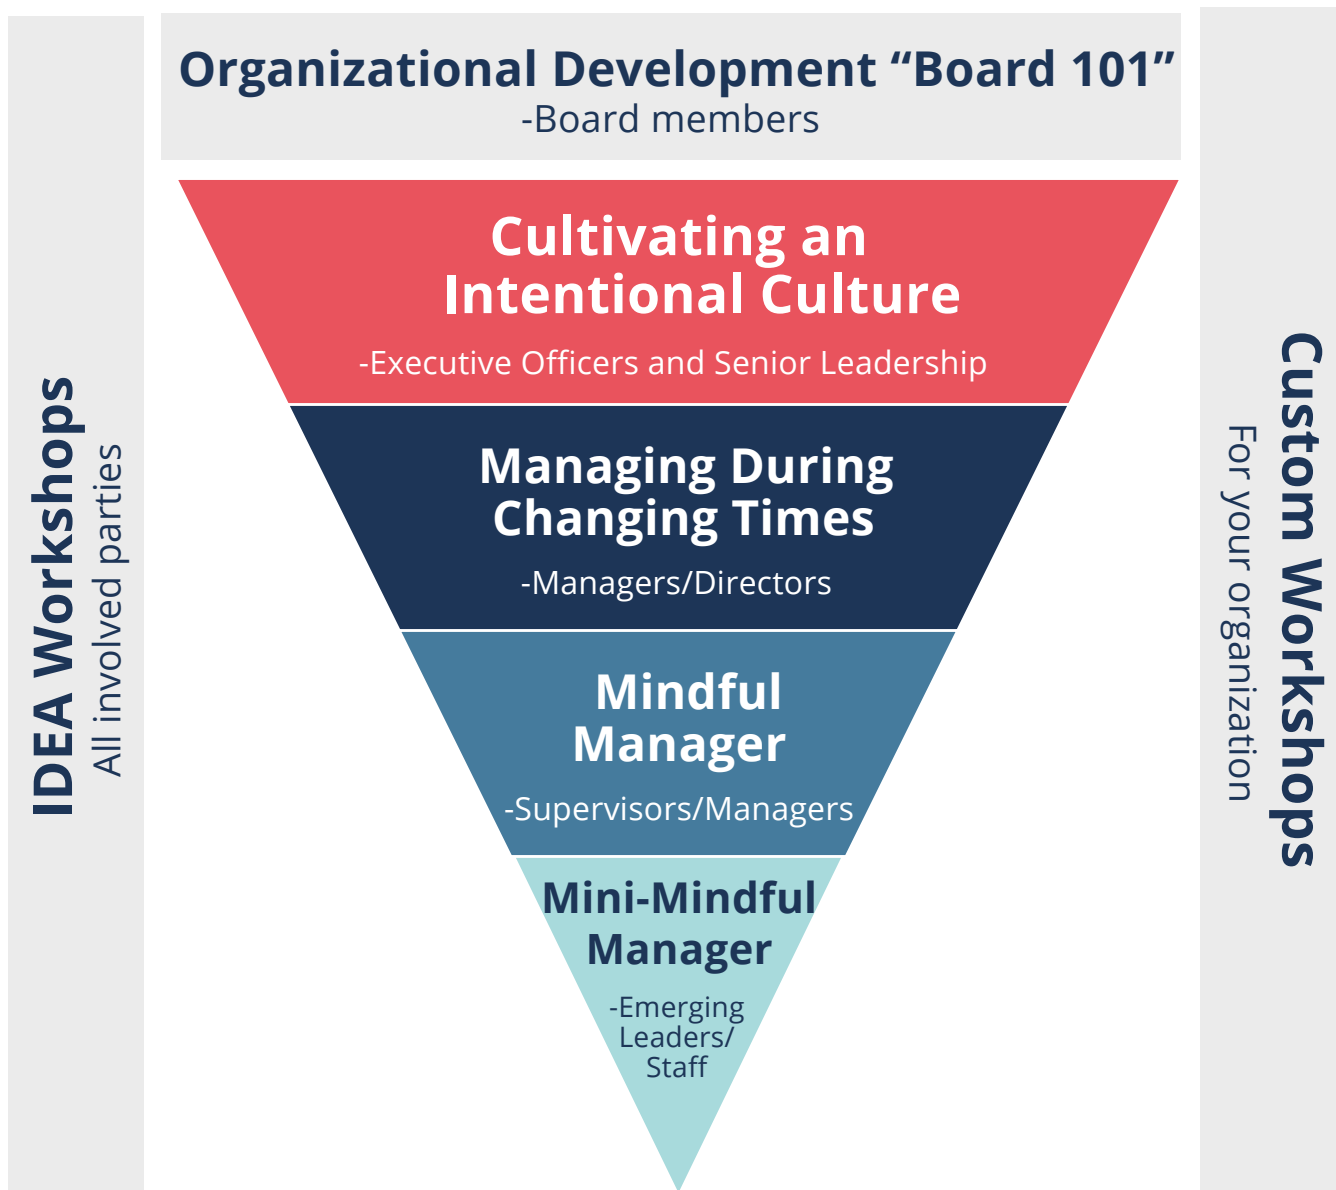 Organizational Development “Board 101”
-Board members
Cultivating an
Intentional Culture
-Executive Officers and Senior Leadership
Managing During
Changing Times
-Managers/Directors
Mindful
Manager
-Supervisors/Managers
Mini-Mindful
Manager
-Emerging
Leaders/
Staff
IDEA Workshops
All involved parties
Custom Workshops
For your organization